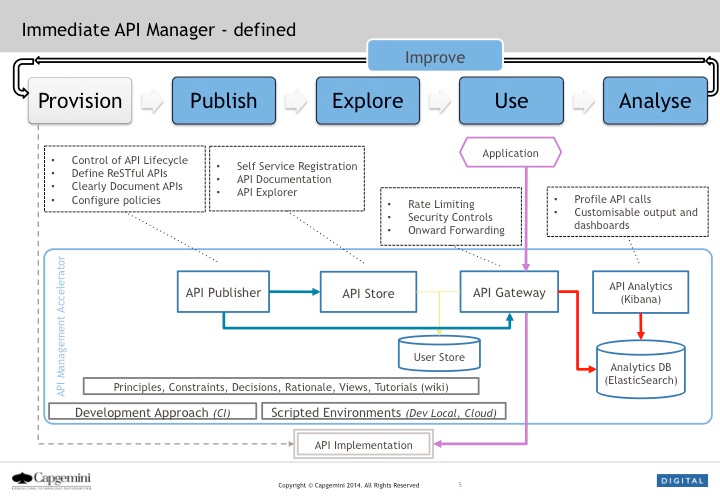 Immediate API Manager - defined
Improve
Provision
Publish
Explore
Use
Analyse
Application
• Control of API Lifecycle
• Define ReSTful APIs
• Clearly Document APIs
• Configure policies
• Self Service Registration
• API Documentation
• API Explorer
• Rate Limiting
• Security Controls
• Onward Forwarding
• Profile API calls
• Customisable output and
dashboards
API Management Accelerator
API Publisher
API Store
API Gateway
API Analytics
(Kibana)
User Store
Analytics DB
(ElasticSearch)
Principles, Constraints, Decisions, Rationale, Views, Tutorials (wiki)
Development Approach (CI)
Scripted Environments (Dev Local, Cloud)
API Implementation
Capgemini
CONSULTING.TECHNOLOGY.OUTSOURCING
Copyright © Capgemini 2014. All Rights Reserved
5
DIGITAL